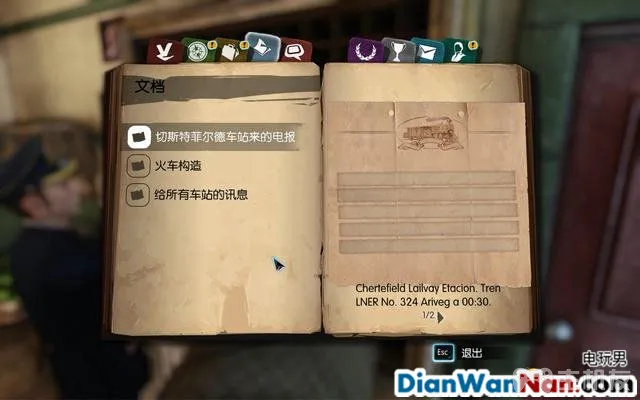 文档
切斯特菲尔德车站来的电报
火车构造
给所有车站的讯息
Chertefield Lailvay Etacion. Tren
LNER No. 324 Ariveg a 00:30.
1/2
Esc 退出
电玩男
DianWanNan.com